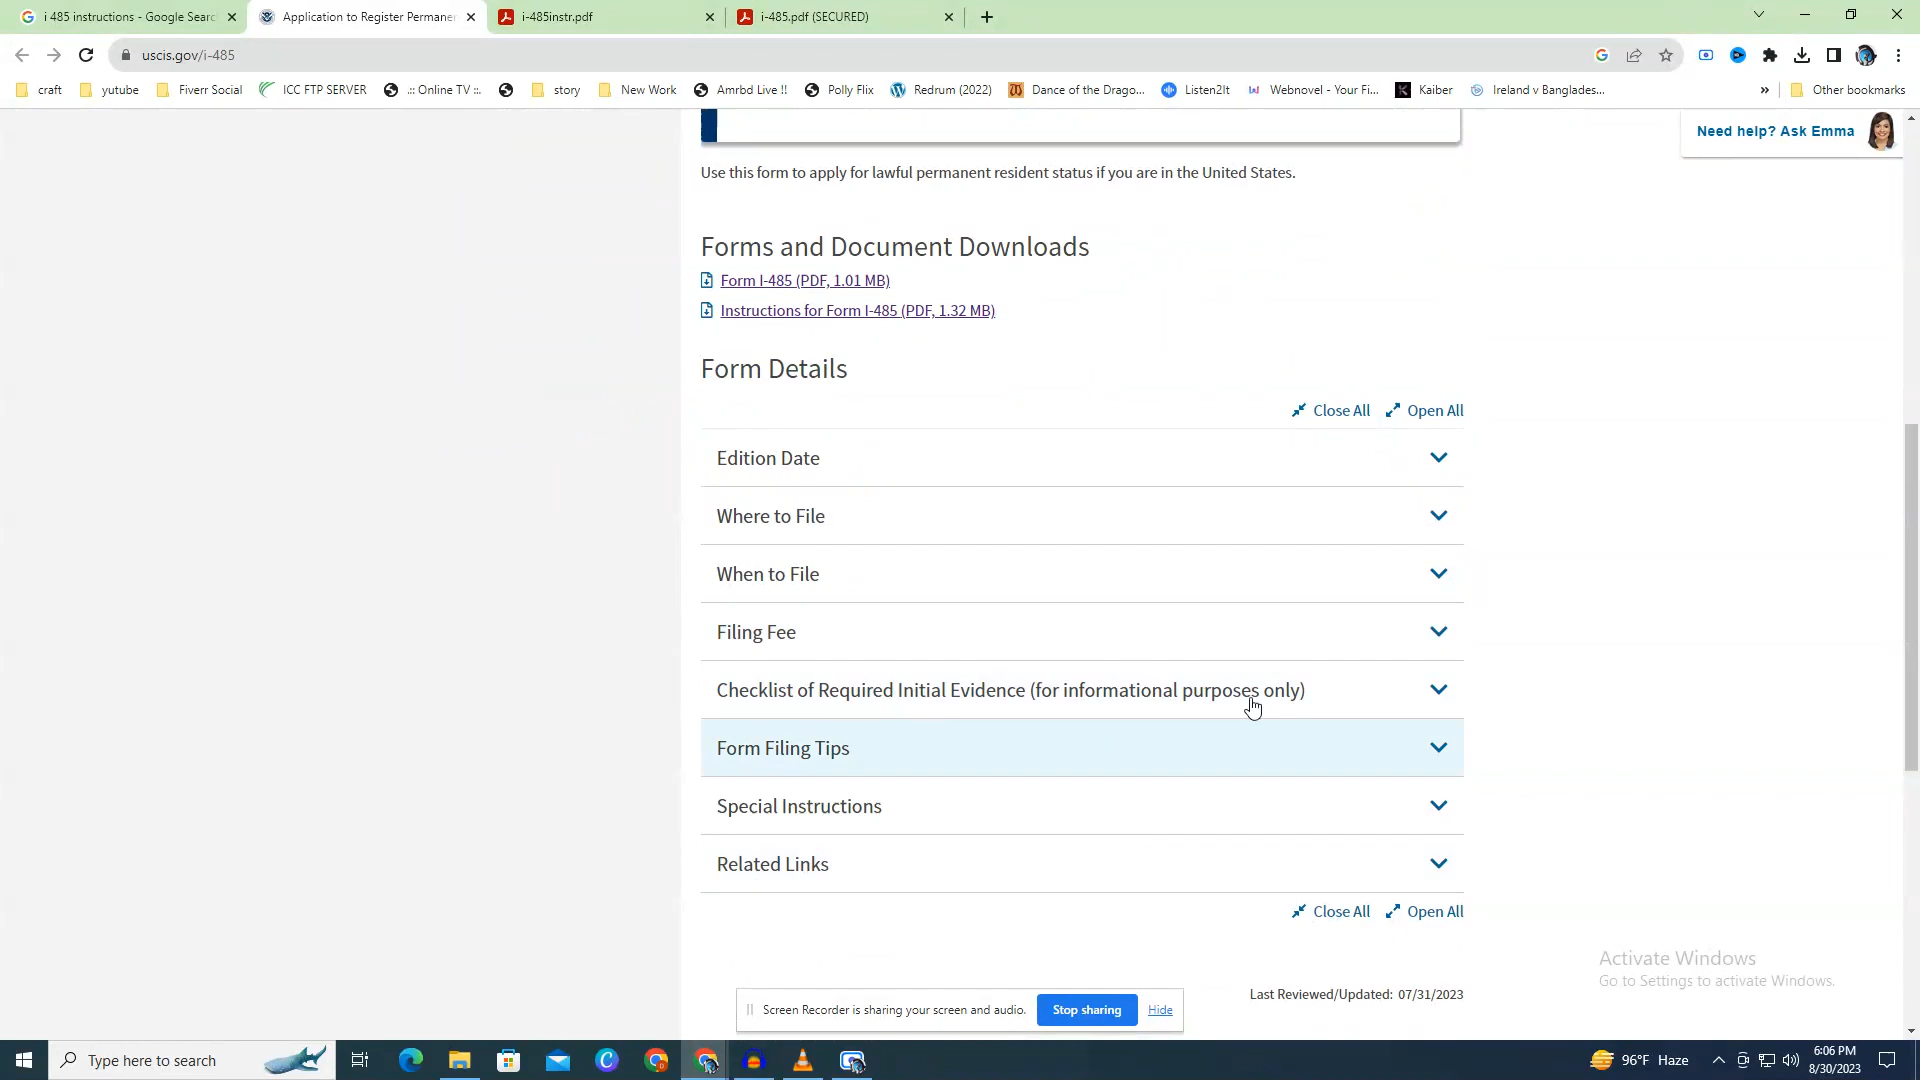 i 485 instructions - Google Searc
Application to Register Permane
i-485instr.pdf
i-485.pdf (SECURED)
uscis.gov/i-485
craft
yutube
Fiverr Social
ICC FTP SERVER
.:: Online TV ::.
story
New Work
Amrbd Live !!
Polly Flix
Redrum (2022)
Dance of the Drago...
Listen2It
Webnovel - Your Fi...
Kaiber
Ireland v Banglades...
»
Other bookmarks
Need help? Ask Emma
Use this form to apply for lawful permanent resident status if you are in the United States.
Forms and Document Downloads
Form I-485 (PDF, 1.01 MB)
Instructions for Form I-485 (PDF, 1.32 MB)
Form Details
Close All
Open All
Edition Date
Where to File
When to File
Filing Fee
Checklist of Required Initial Evidence (for informational purposes only)
Form Filing Tips
Special Instructions
Related Links
Close All
Open All
Activate Windows
Go to Settings to activate Windows.
Last Reviewed/Updated: 07/31/2023
Screen Recorder is sharing your screen and audio.
Stop sharing
Hide
Type here to search
96°F Haze
6:06 PM
8/30/2023